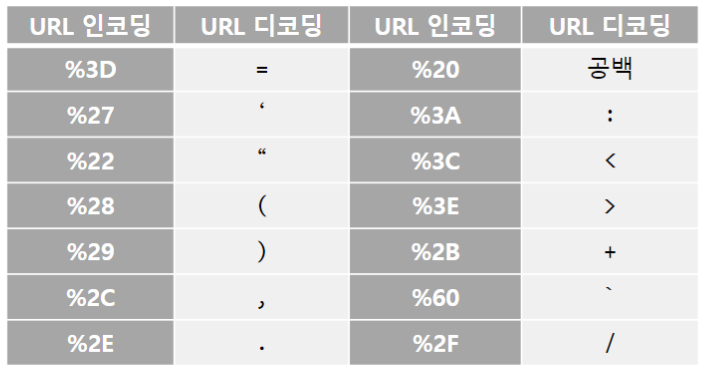 URL 인코딩 URL 디코딩 URL 인코딩 URL 디코딩
%3D = %20 공백
%27 ‘ %3A :
%22 “ %3C <
%28 ( %3E >
%29 ) %2B +
%2C , %60 `
%2E . %2F /